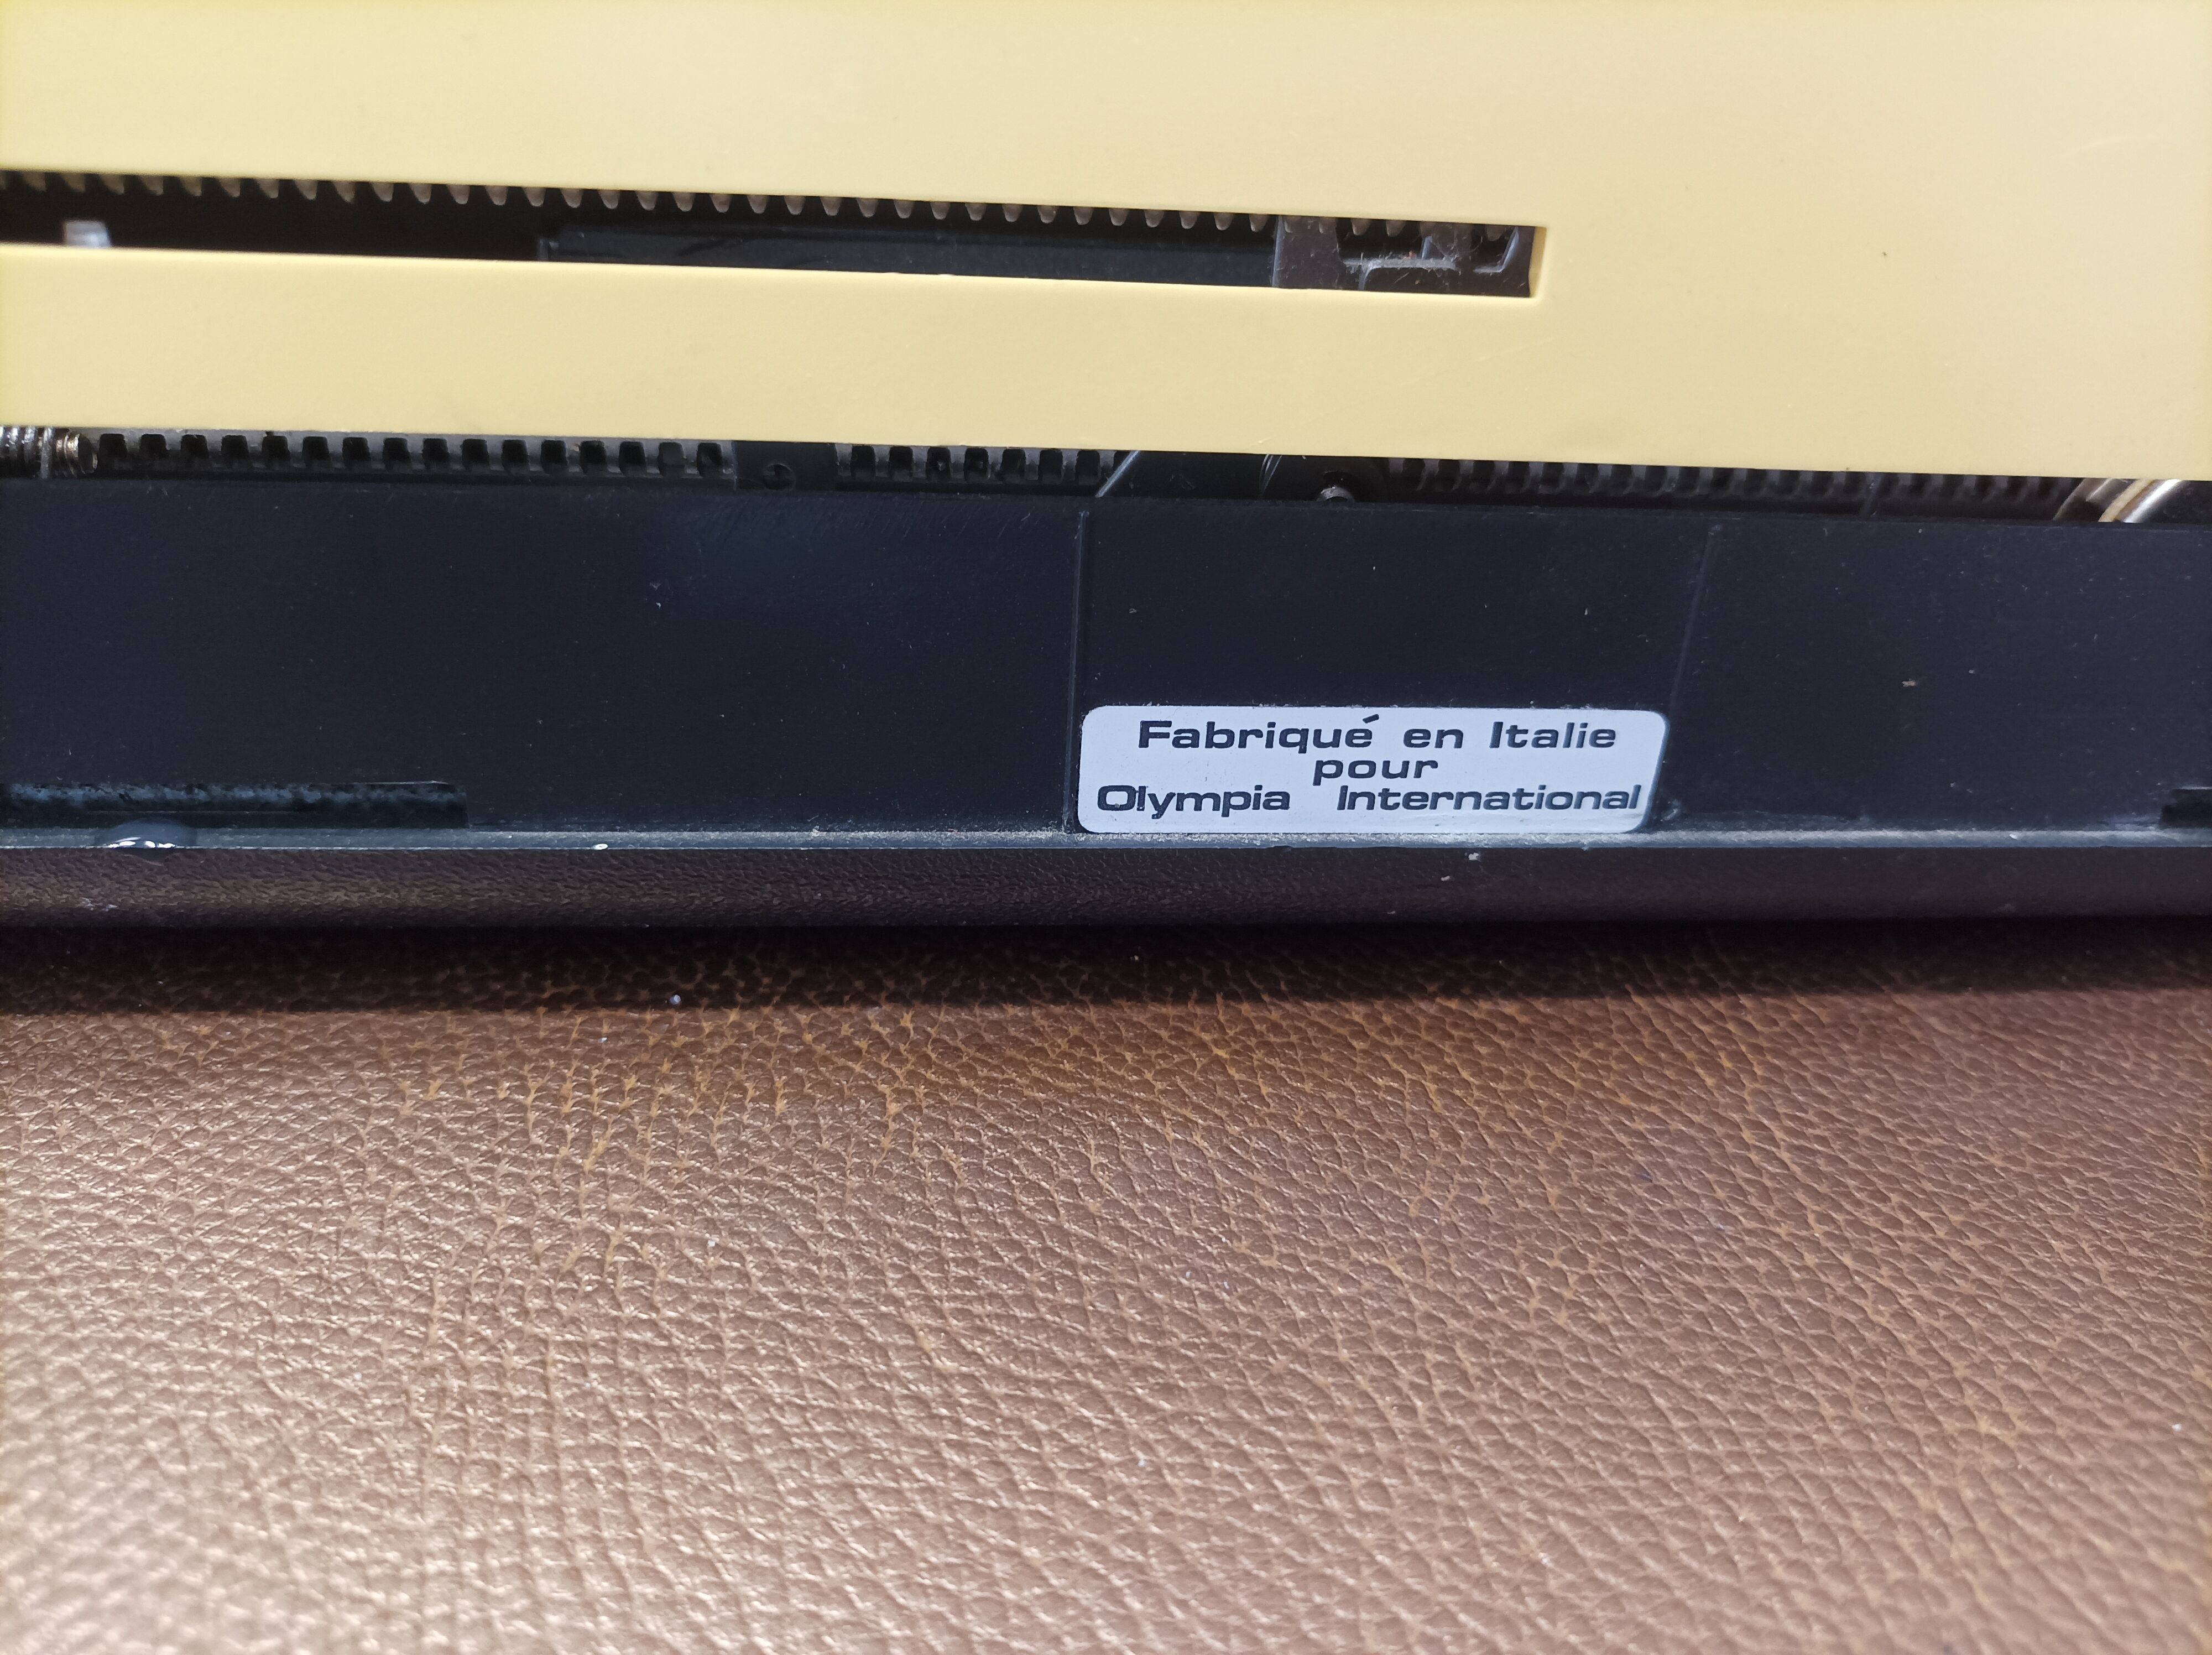 Fabriqué en Italie
pour
Olympia International